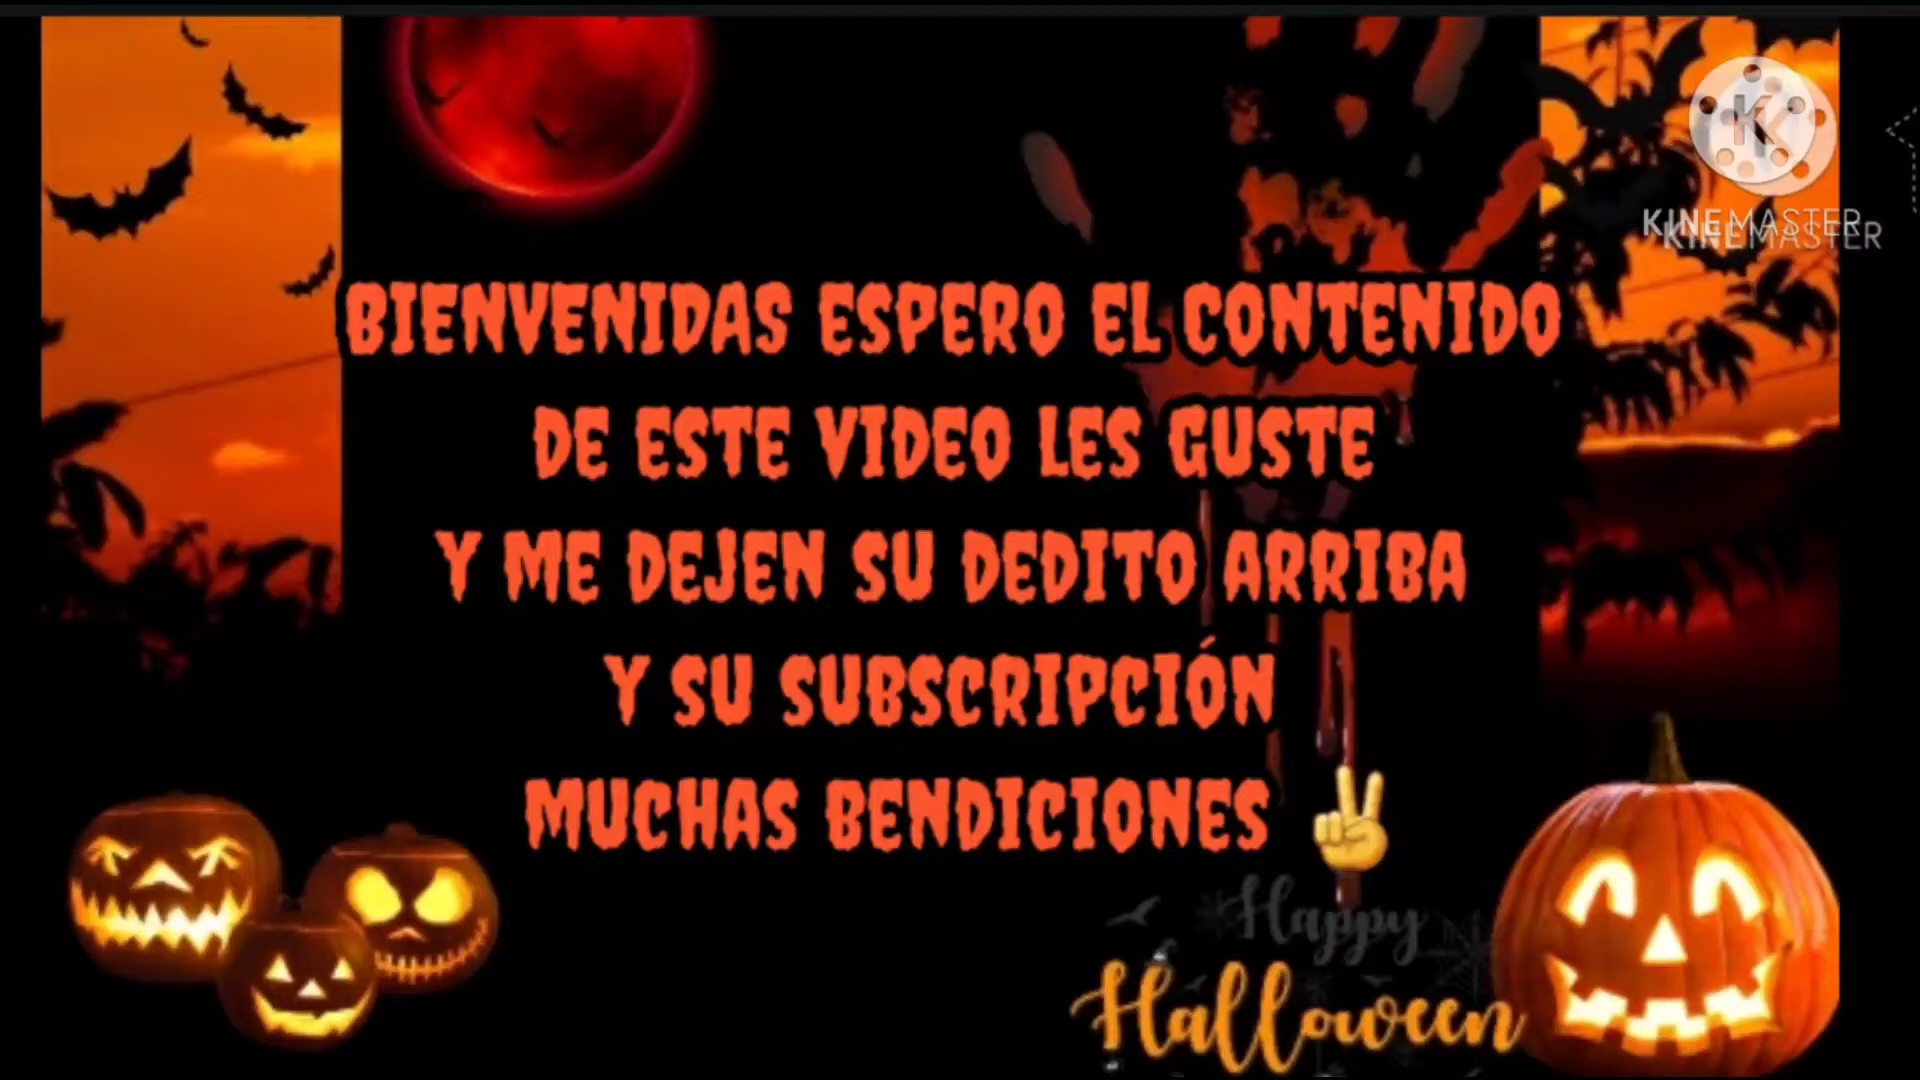 K
KINEMASTER
KINEMASTER
BIENVENIDAS ESPERO EL CONTENIDO
DE ESTE VIDEO LES GUSTE
Y ME DEJEN SU DEDITO ARRIBA
Y SU SUBSCRIPCIÓN
MUCHAS BENDICIONES ✌
Happy
Halloween